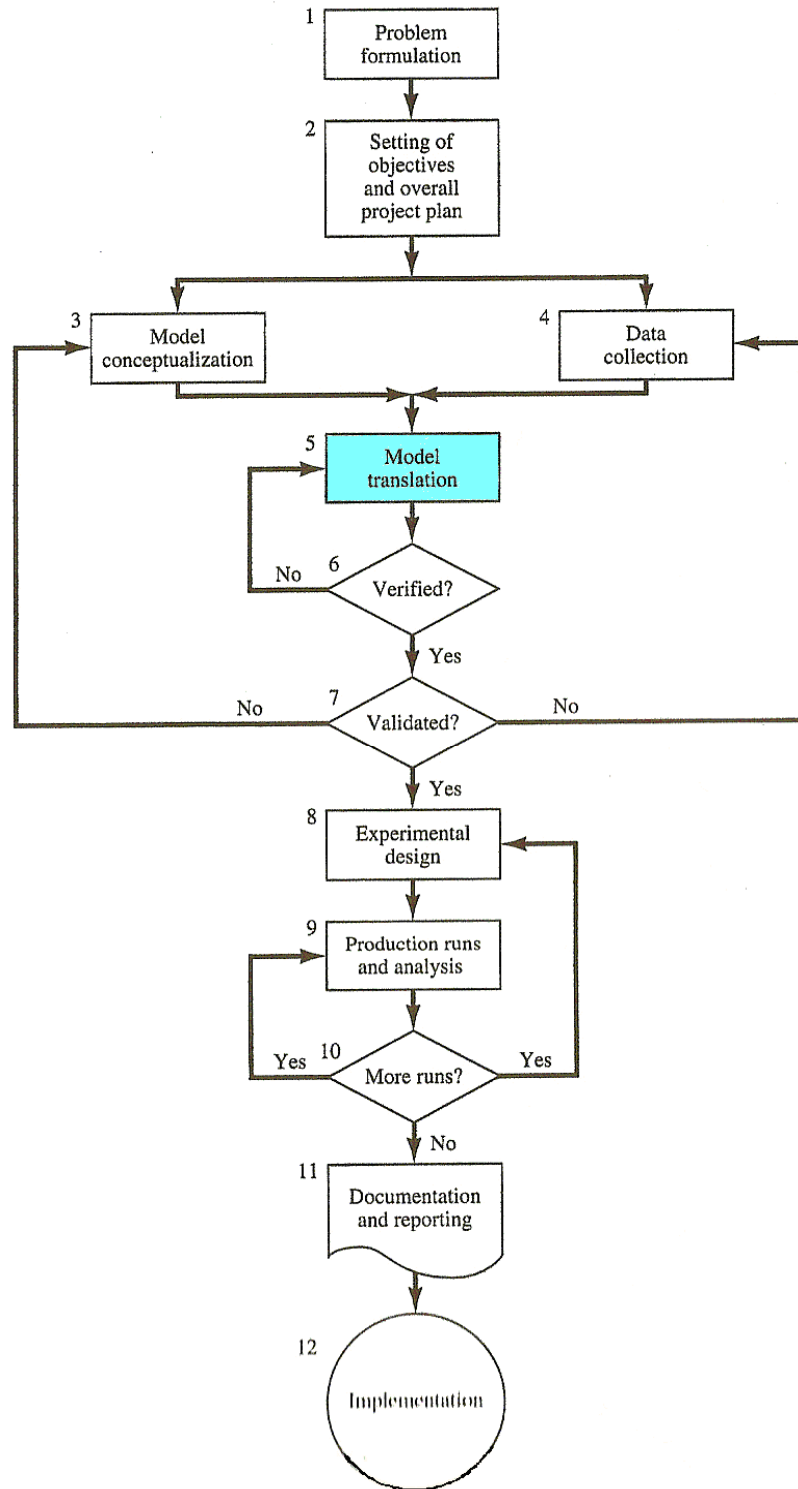 1
Problem
formulation
2
Setting of
objectives
and overall
project plan
3
Model
conceptualization
4
Data
collection
5
Model
translation
6
Verified?
No
Yes
7
Validated?
No
No
Yes
8
Experimental
design
9
Production runs
and analysis
10
More runs?
Yes
Yes
No
11
Documentation
and reporting
12
Implementation